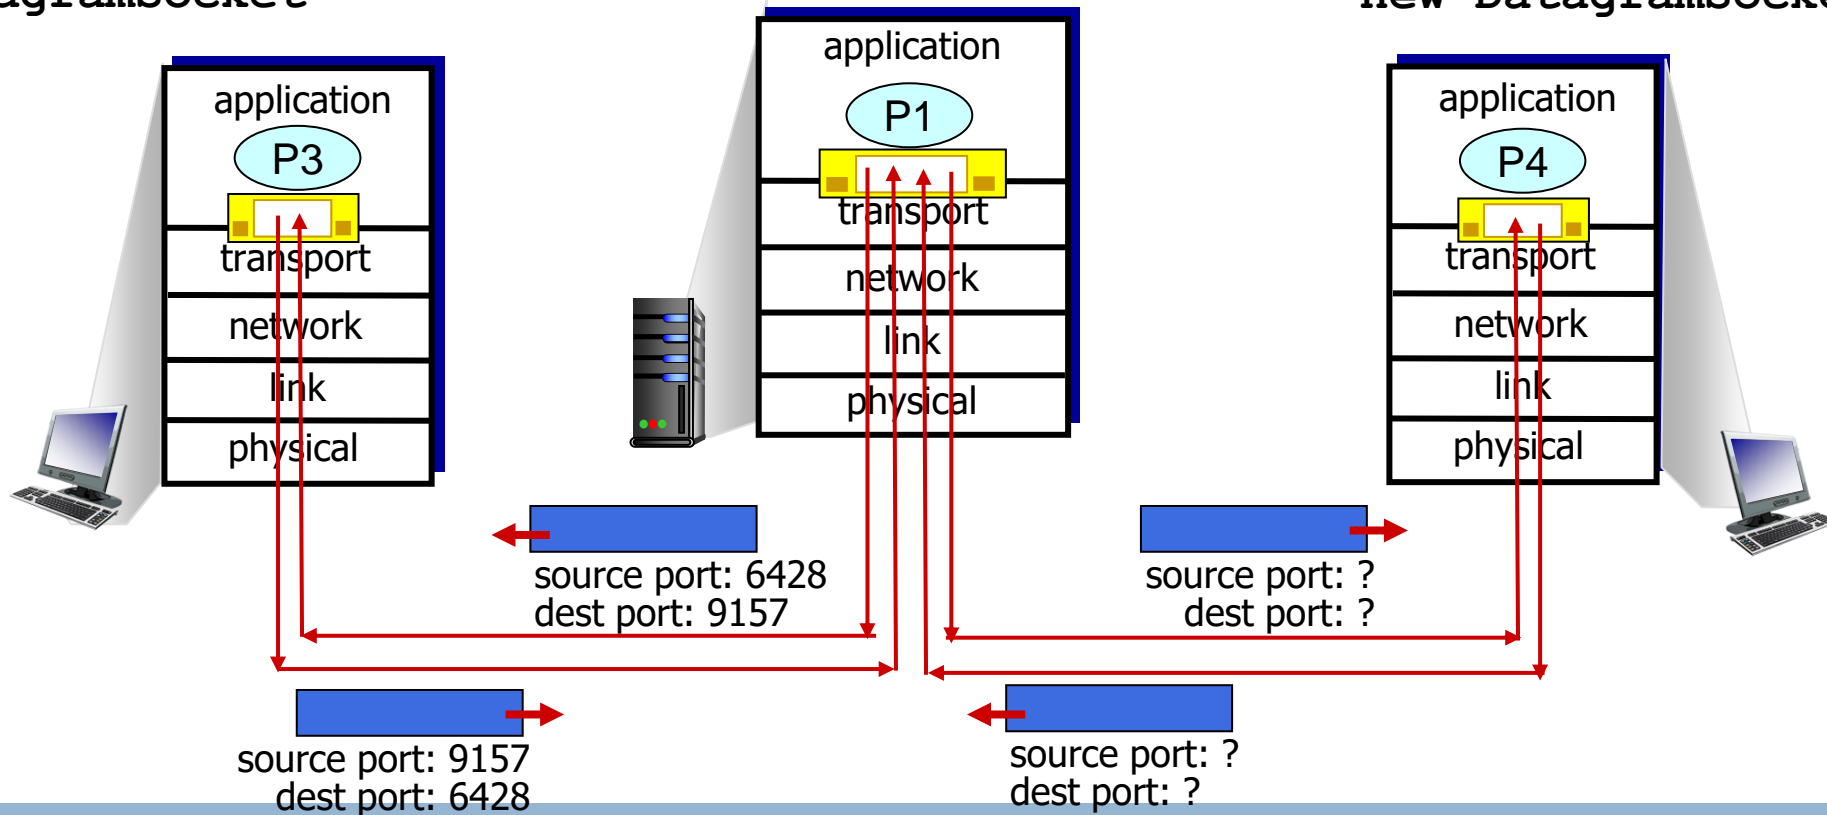 application
P3
transport
network
link
physical
application
P1
transport
network
link
physical
application
P4
transport
network
link
physical
source port: 6428
dest port: 9157
source port: ?
dest port: ?
source port: 9157
dest port: 6428
source port: ?
dest port: ?